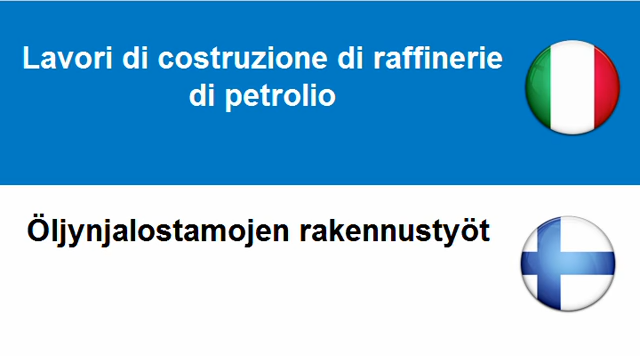 Lavori di costruzione di raffinerie
di petrolio
Öljynjalostamojen rakennustyöt